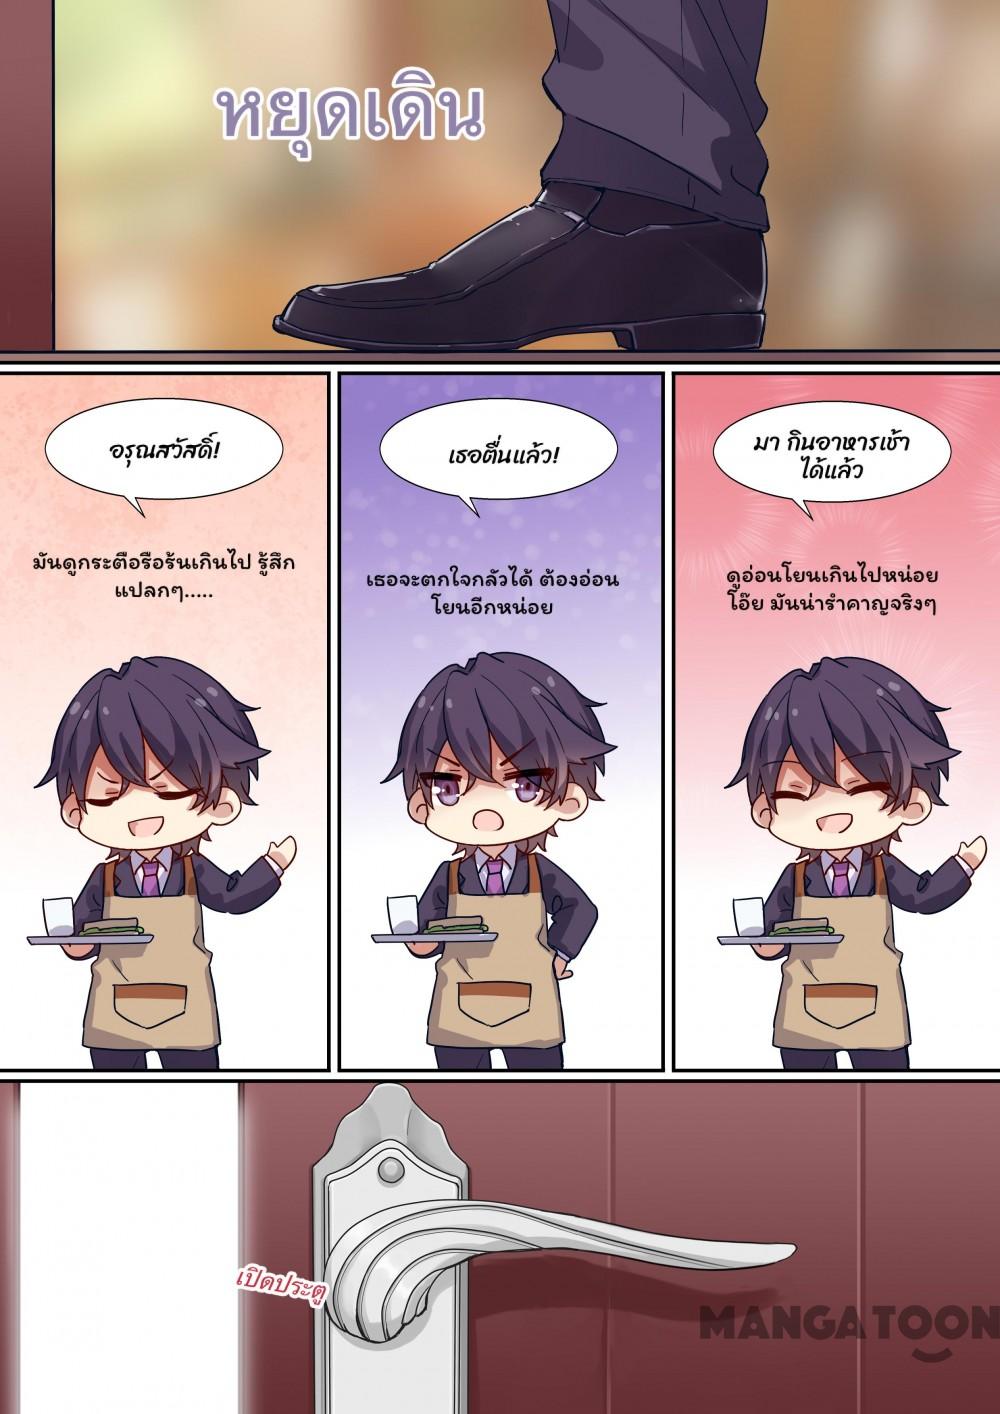 หยุดเดิน
อรุณสวัสดิ์!
มันดูกระตือรือร้นเกินไป รู้สึก
แปลกๆ.....
เธอตื่นแล้ว!
เธอจะตกใจกลัวได้ ต้องอ่อน
โยนอีกหน่อย
มา กินอาหารเช้า
ได้แล้ว
ดูอ่อนโยนเกินไปหน่อย
โอ๊ย มันน่ารำคาญจริงๆ
เปิดประตู
MANGATOON